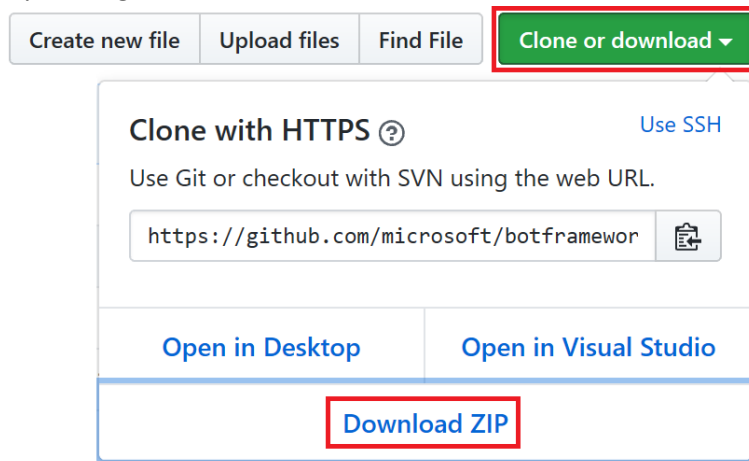 Create new file Upload files Find File Clone or download
Clone with HTTPS ?
Use SSH
Use Git or checkout with SVN using the web URL.
https://github.com/microsoft/botframewor
Open in Desktop Open in Visual Studio
Download ZIP